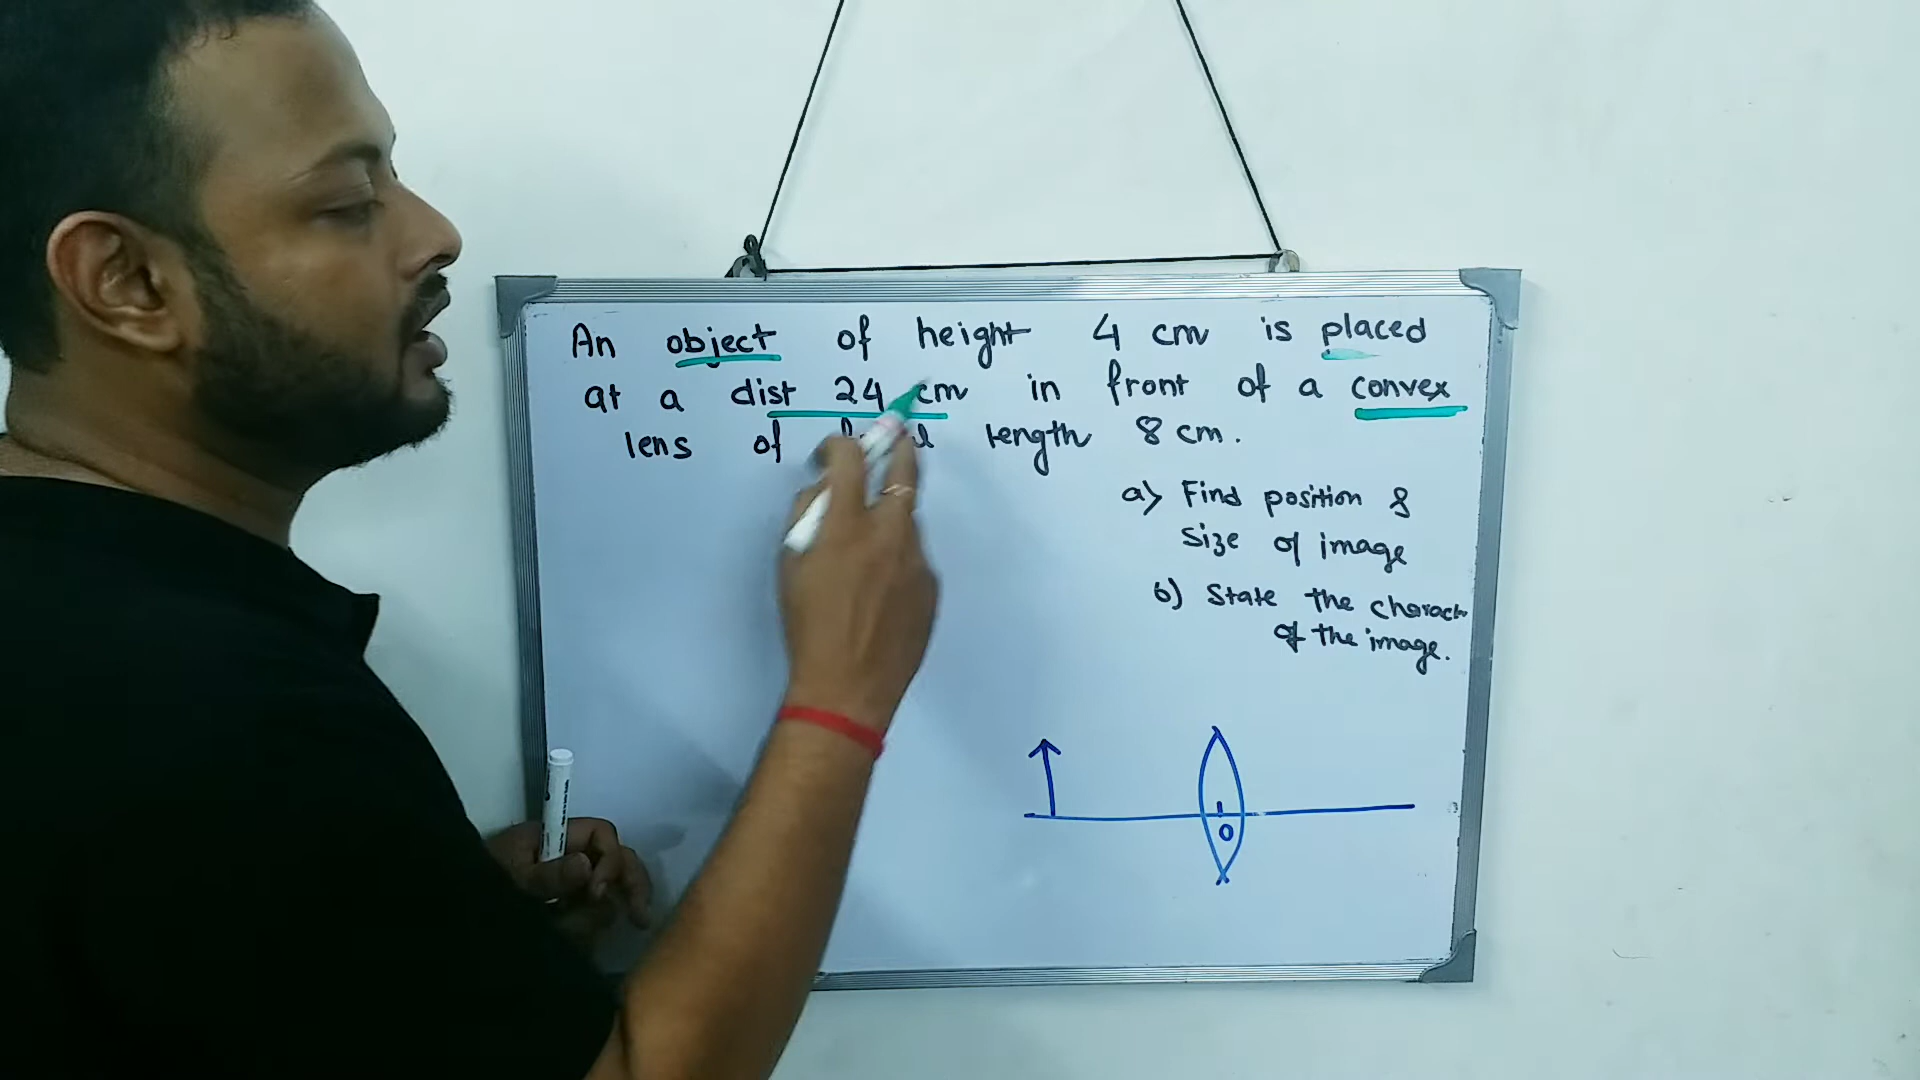 An object of height 4 cm is placed
at a dist 24 cm in front of a convex
lens of length 8 cm.
a) Find position &
size of image
b) State the charact
of the image.
O